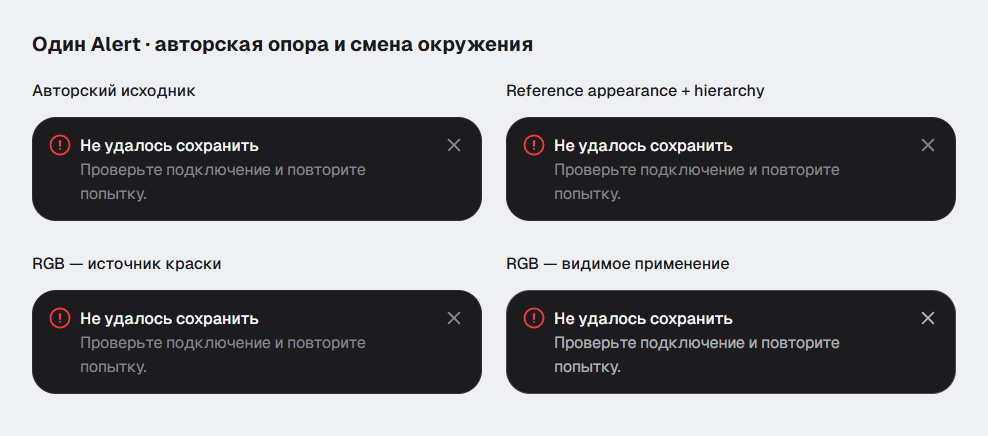 Один Alert · авторская опора и смена окружения
Авторский исходник
Не удалось сохранить
Проверьте подключение и повторите
попытку.
Reference appearance + hierarchy
Не удалось сохранить
Проверьте подключение и повторите
попытку.
RGB — источник краски
Не удалось сохранить
Проверьте подключение и повторите
попытку.
RGB — видимое применение
Не удалось сохранить
Проверьте подключение и повторите
попытку.